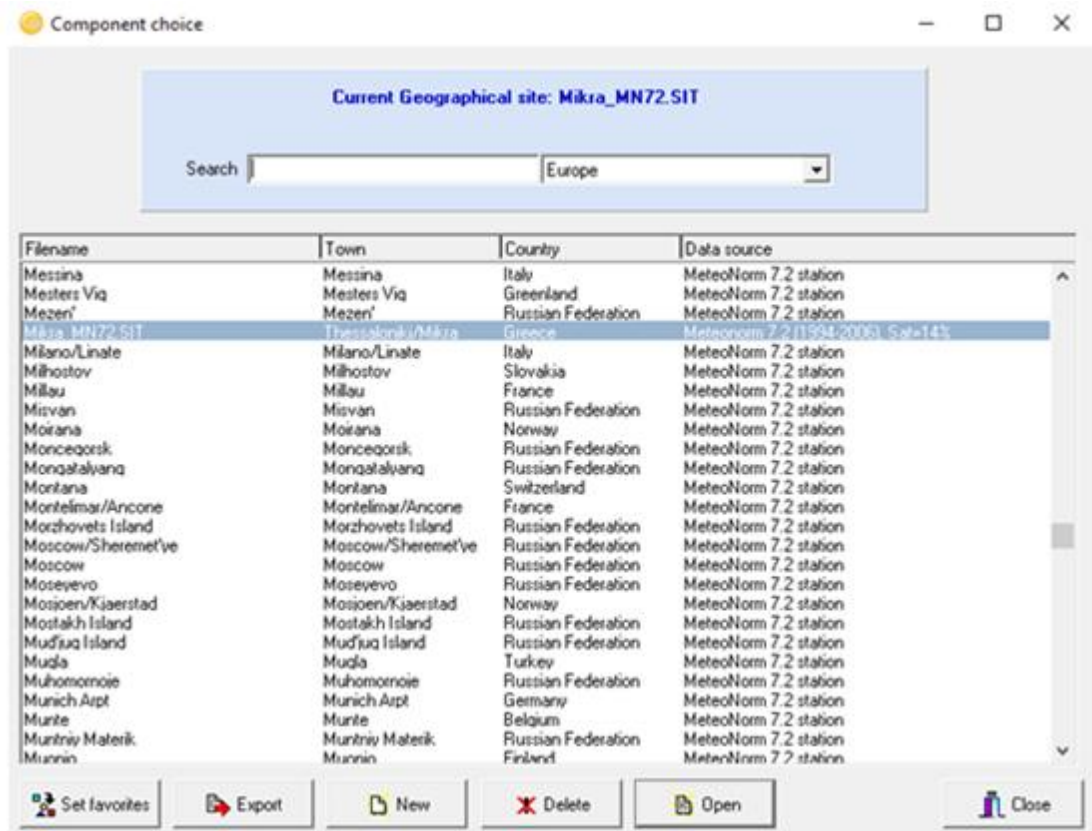 Component choice
Current Geographical site: Mikra_MN72.SIT
Search Europe
Filename Town Country Data source
Messina Messina Italy MeteoNorm 7.2 station
Mesters Vig Mesters Vig Greenland MeteoNorm 7.2 station
Mezen' Mezen' Russian Federation MeteoNorm 7.2 station
Mikra_MN72.SIT Thessaloniki/Mikra Greece Meteonorm 7.2 (1994-2006), Sat=14%
Milano/Linate Milano/Linate Italy MeteoNorm 7.2 station
Milhostov Milhostov Slovakia MeteoNorm 7.2 station
Millau Millau France MeteoNorm 7.2 station
Misvan Misvan Russian Federation MeteoNorm 7.2 station
Moirana Moirana Norway MeteoNorm 7.2 station
Moncegorsk Moncegorsk Russian Federation MeteoNorm 7.2 station
Mongatalyang Mongatalyang Russian Federation MeteoNorm 7.2 station
Montana Montana Switzerland MeteoNorm 7.2 station
Montelimar/Ancone Montelimar/Ancone France MeteoNorm 7.2 station
Morzhovets Island Morzhovets Island Russian Federation MeteoNorm 7.2 station
Moscow/Sheremet'ye Moscow/Sheremet'ye Russian Federation MeteoNorm 7.2 station
Moscow Moscow Russian Federation MeteoNorm 7.2 station
Moseyevo Moseyevo Russian Federation MeteoNorm 7.2 station
Mosjoen/Kjaerstad Mosjoen/Kjaerstad Norway MeteoNorm 7.2 station
Mostakh Island Mostakh Island Russian Federation MeteoNorm 7.2 station
Mud'jug Island Mud'jug Island Russian Federation MeteoNorm 7.2 station
Mugla Mugla Turkey MeteoNorm 7.2 station
Muhomornoje Muhomornoje Russian Federation MeteoNorm 7.2 station
Munich Arpt Munich Arpt Germany MeteoNorm 7.2 station
Munte Munte Belgium MeteoNorm 7.2 station
Muntniy Materik Muntniy Materik Russian Federation MeteoNorm 7.2 station
Muonio Muonio Finland MeteoNorm 7.2 station
Set favorites Export New Delete Open Close